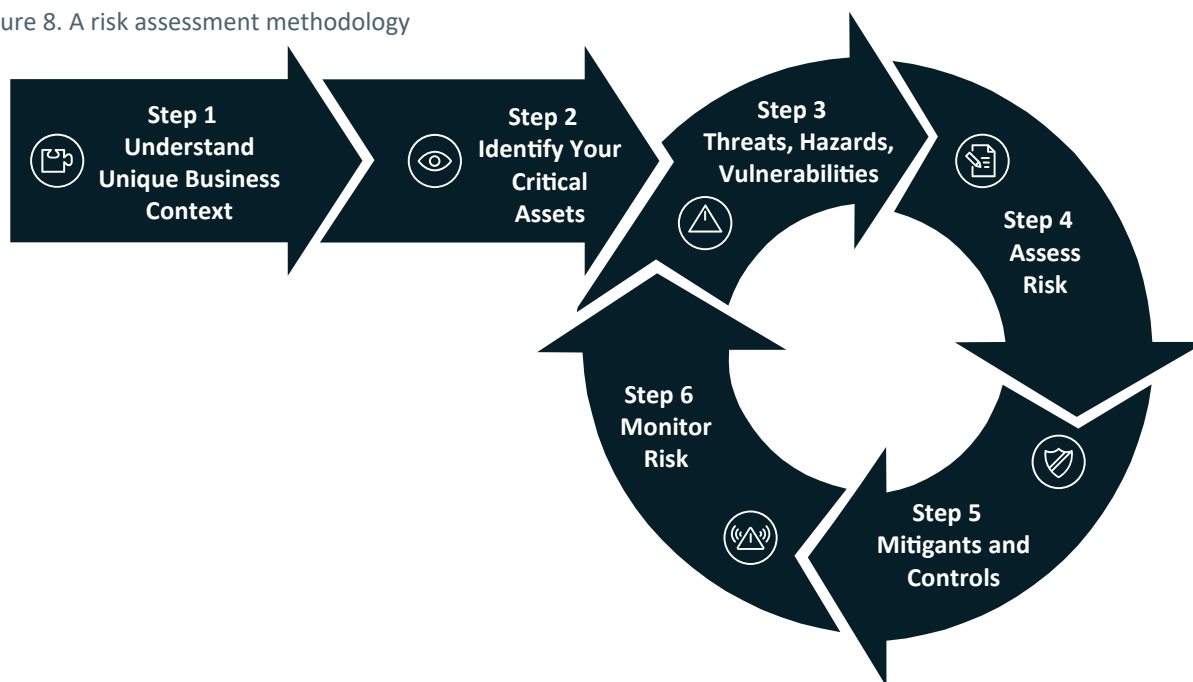 ure 8. A risk assessment methodology
Step 1
Understand
Unique Business
Context
Step 2
Identify Your
Critical
Assets
Step 3
Threats, Hazards,
Vulnerabilities
Step 4
Assess
Risk
Step 5
Mitigants and
Controls
Step 6
Monitor
Risk